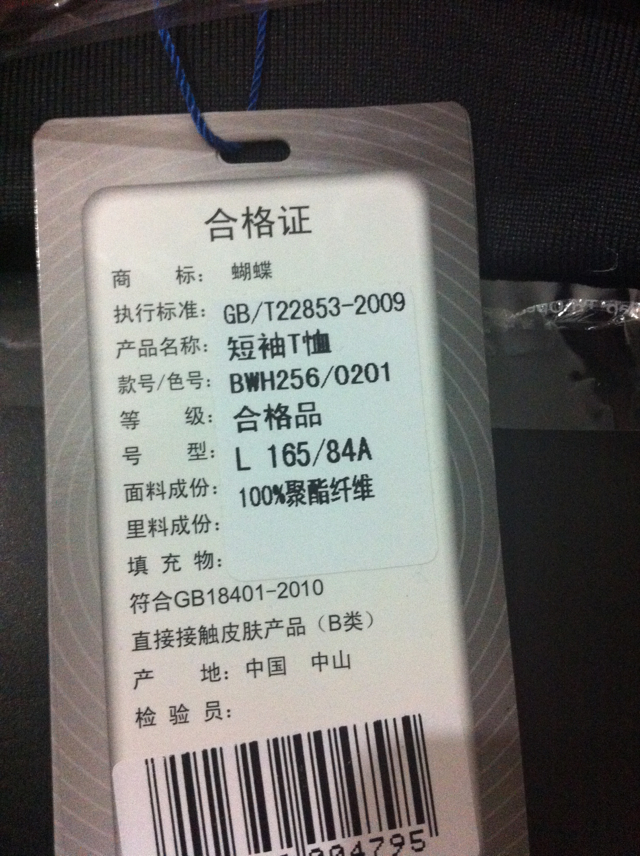 合格证
商 标： 蝴蝶
执行标准： GB/T22853-2009
产品名称： 短袖T恤
款号/色号： BWH256/0201
等 级： 合格品
号 型： L 165/84A
面料成份： 100%聚酯纤维
里料成份：
填 充 物：
符合GB18401-2010
直接接触皮肤产品（B类）
产 地： 中国 中山
检 验 员：
004795